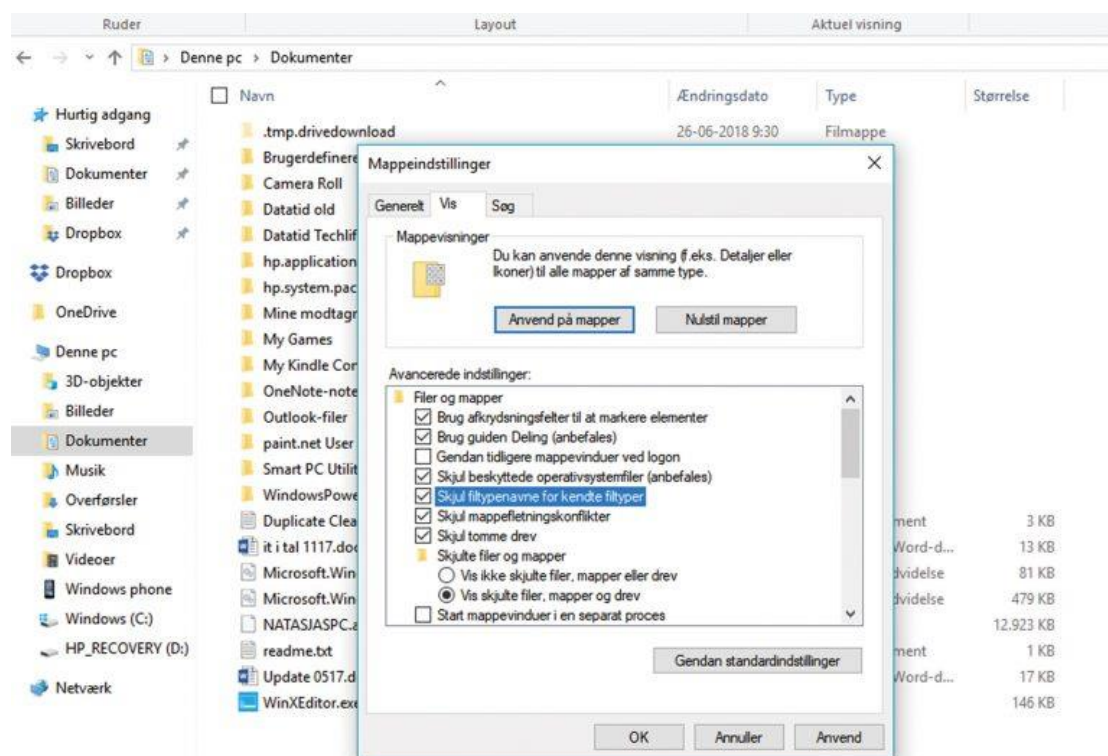 Ruder Layout Aktuel visning
Denne pc > Dokumenter
Navn Ændringsdato Type Størrelse
Hurtig adgang
Skrivebord
Dokumenter
Billeder
Dropbox
Dropbox
OneDrive
Denne pc
3D-objekter
Billeder
Dokumenter
Musik
Overførsler
Skrivebord
Videoer
Windows phone
Windows (C:)
HP_RECOVERY (D:)
Netværk
.tmp.drivedownload 26-06-2018 9:30 Filmappe
Brugerdefinere
Camera Roll
Datatid old
Datatid Techlif
hp.application
hp.system.pac
Mine modtagr
My Games
My Kindle Cor
OneNote-note
Outlook-filer
paint.net User
Smart PC Utilit
WindowsPowe
Duplicate Clea ment 3 KB
it i tal 1117.doc Word-d... 13 KB
Microsoft.Win dvidelse 81 KB
Microsoft.Win dvidelse 479 KB
NATASJASPC.a 12.923 KB
readme.txt ment 1 KB
Update 0517.d Word-d... 17 KB
WinXEditor.exe 146 KB
Mappeindstillinger
Generelt Vis Søg
Mappevisninger
Du kan anvende denne visning (f.eks. Detaljer eller
Ikoner) til alle mapper af samme type.
Anvend på mapper Nulstil mapper
Avancerede indstillinger:
Filer og mapper
Brug afkrydsningsfelter til at markere elementer
Brug guiden Deling (anbefales)
Gendan tidligere mappevinduer ved logon
Skjul beskyttede operativsystemfiler (anbefales)
Skjul filtypenavne for kendte filtyper
Skjul mappefletningskonflikter
Skjul tomme drev
Skjulte filer og mapper
Vis ikke skjulte filer, mapper eller drev
Vis skjulte filer, mapper og drev
Start mappevinduer i en separat proces
Gendan standardindstillinger
OK Annuller Anvend